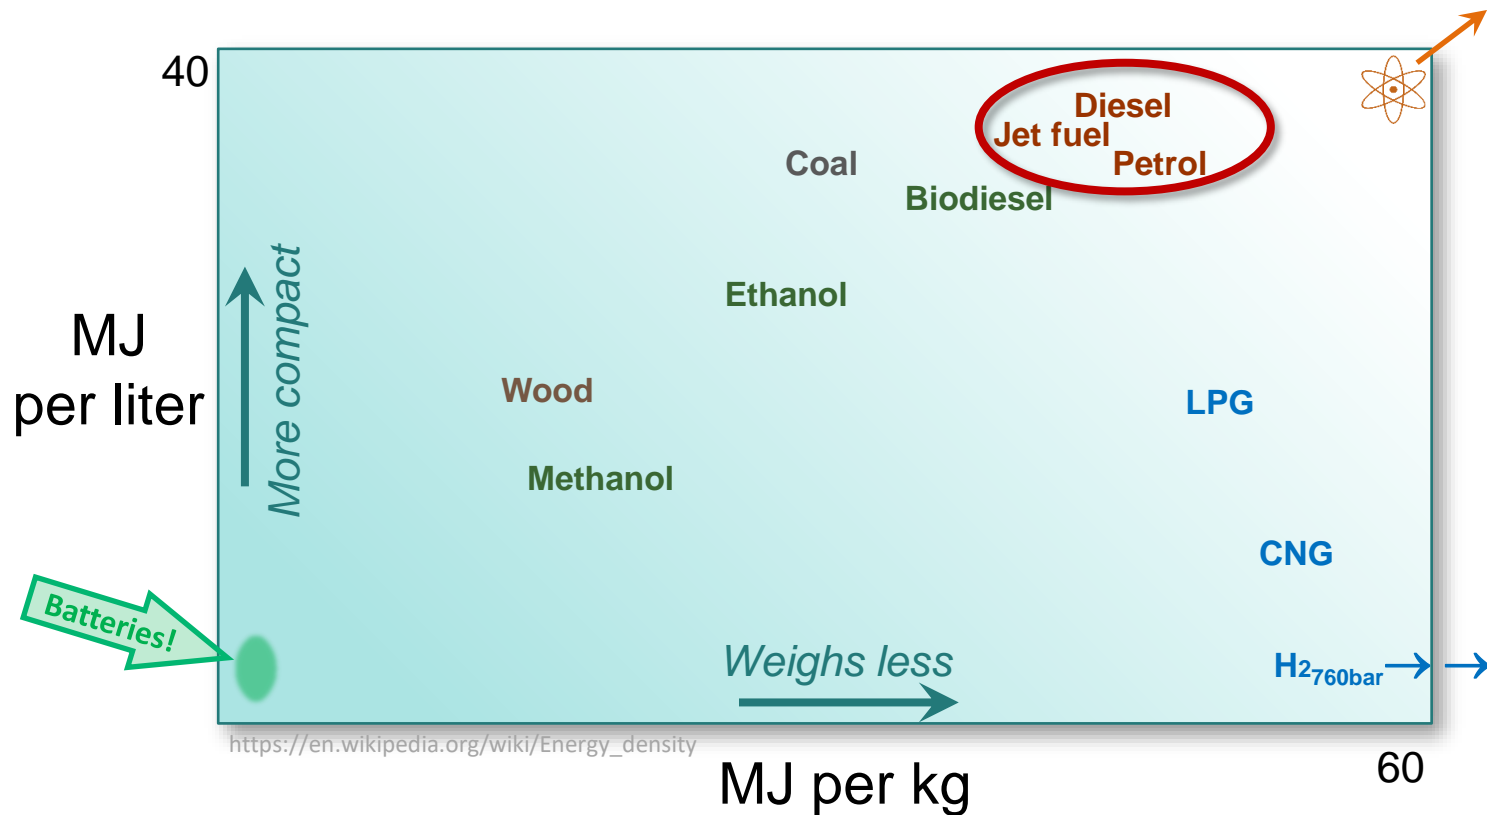 40
Diesel
Jet fuel
Petrol
Coal
Biodiesel
Ethanol
More compact
MJ
per liter
Wood
LPG
Methanol
CNG
Batteries!
Weighs less
H2760bar
https://en.wikipedia.org/wiki/Energy_density
MJ per kg
60